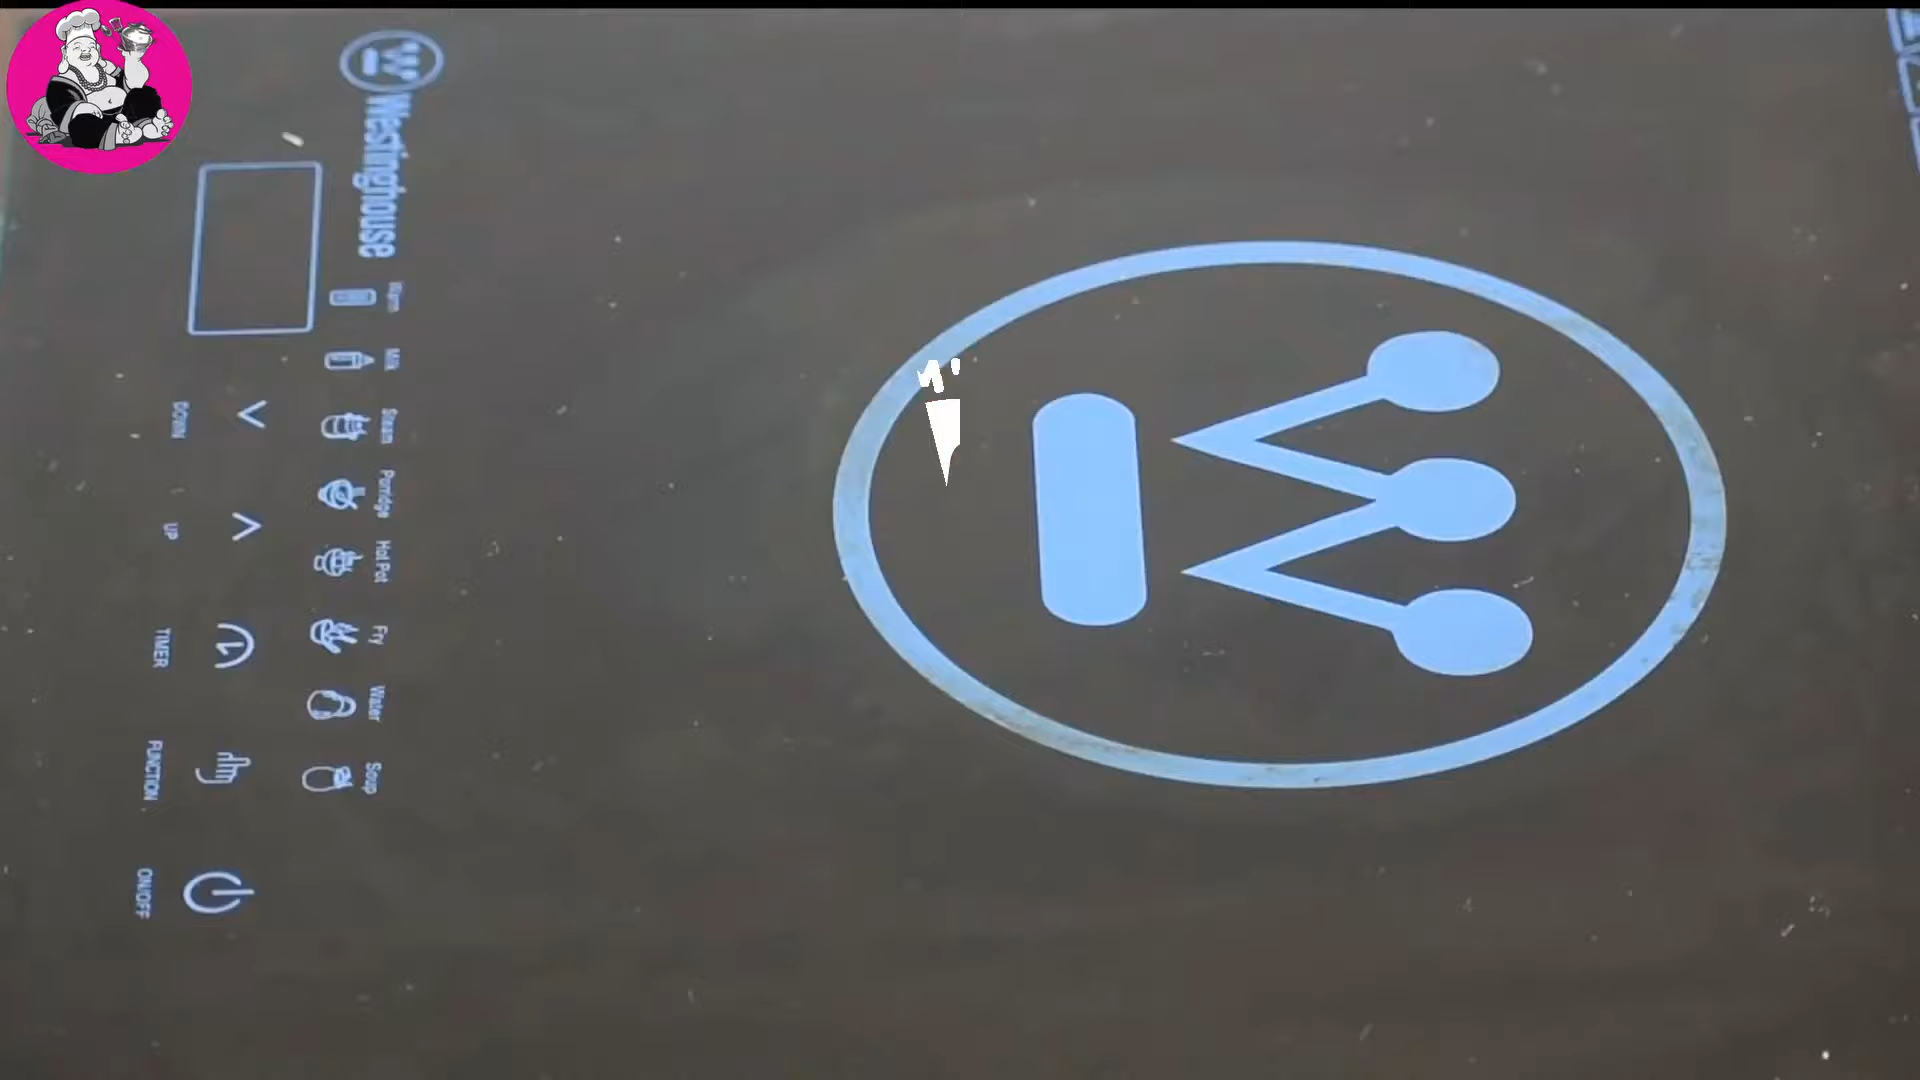 Westinghouse
Warm
Milk
Steam
Porridge
Hot Pot
Fry
Water
Soup
DOWN
UP
TIMER
FUNCTION
ON/OFF